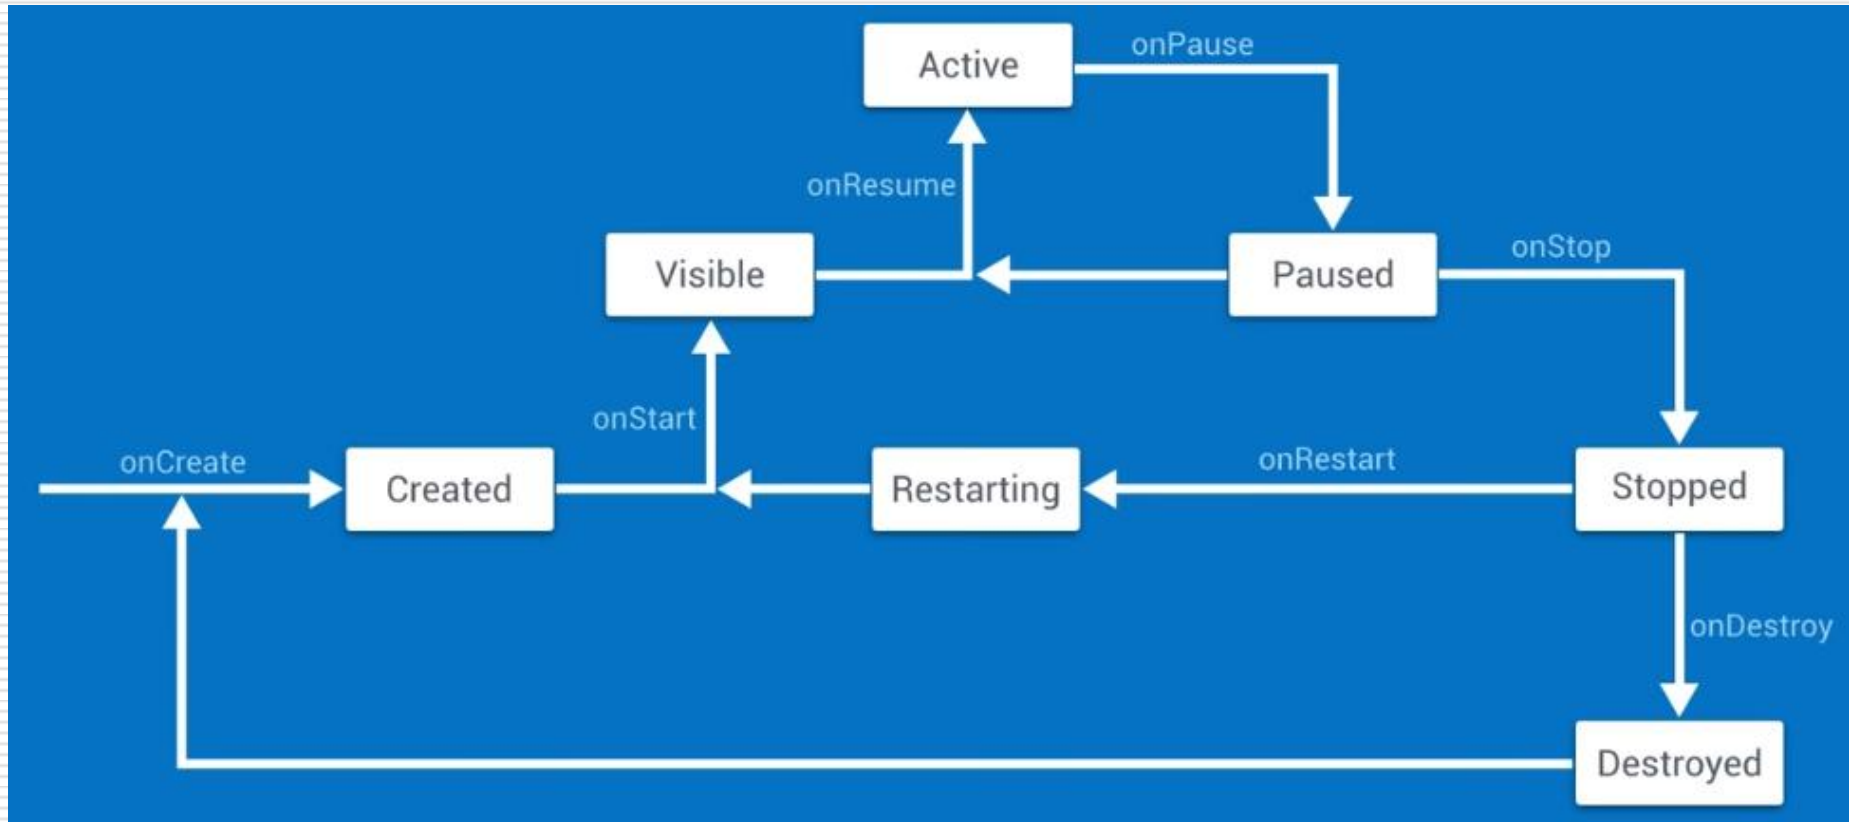 Active
onPause
onResume
Visible
Paused
onStop
onStart
onCreate
Created
Restarting
onRestart
Stopped
onDestroy
Destroyed